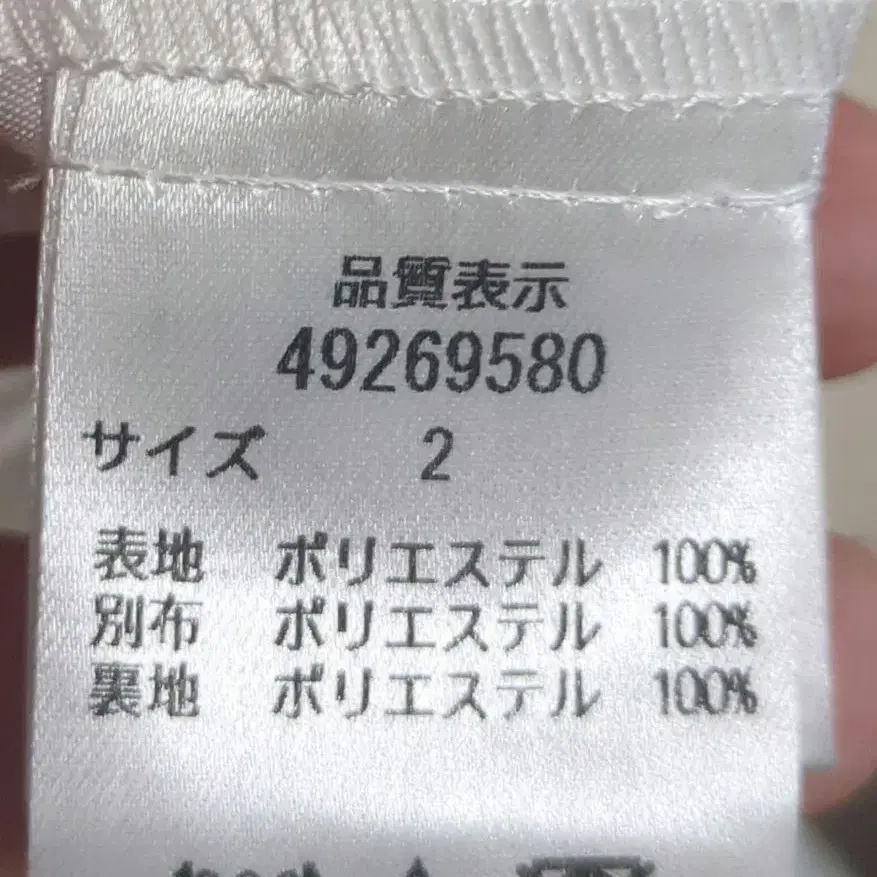 品質表示
49269580
サイズ 2
表地 ポリエステル 100%
別布 ポリエステル 100%
裏地 ポリエステル 100%